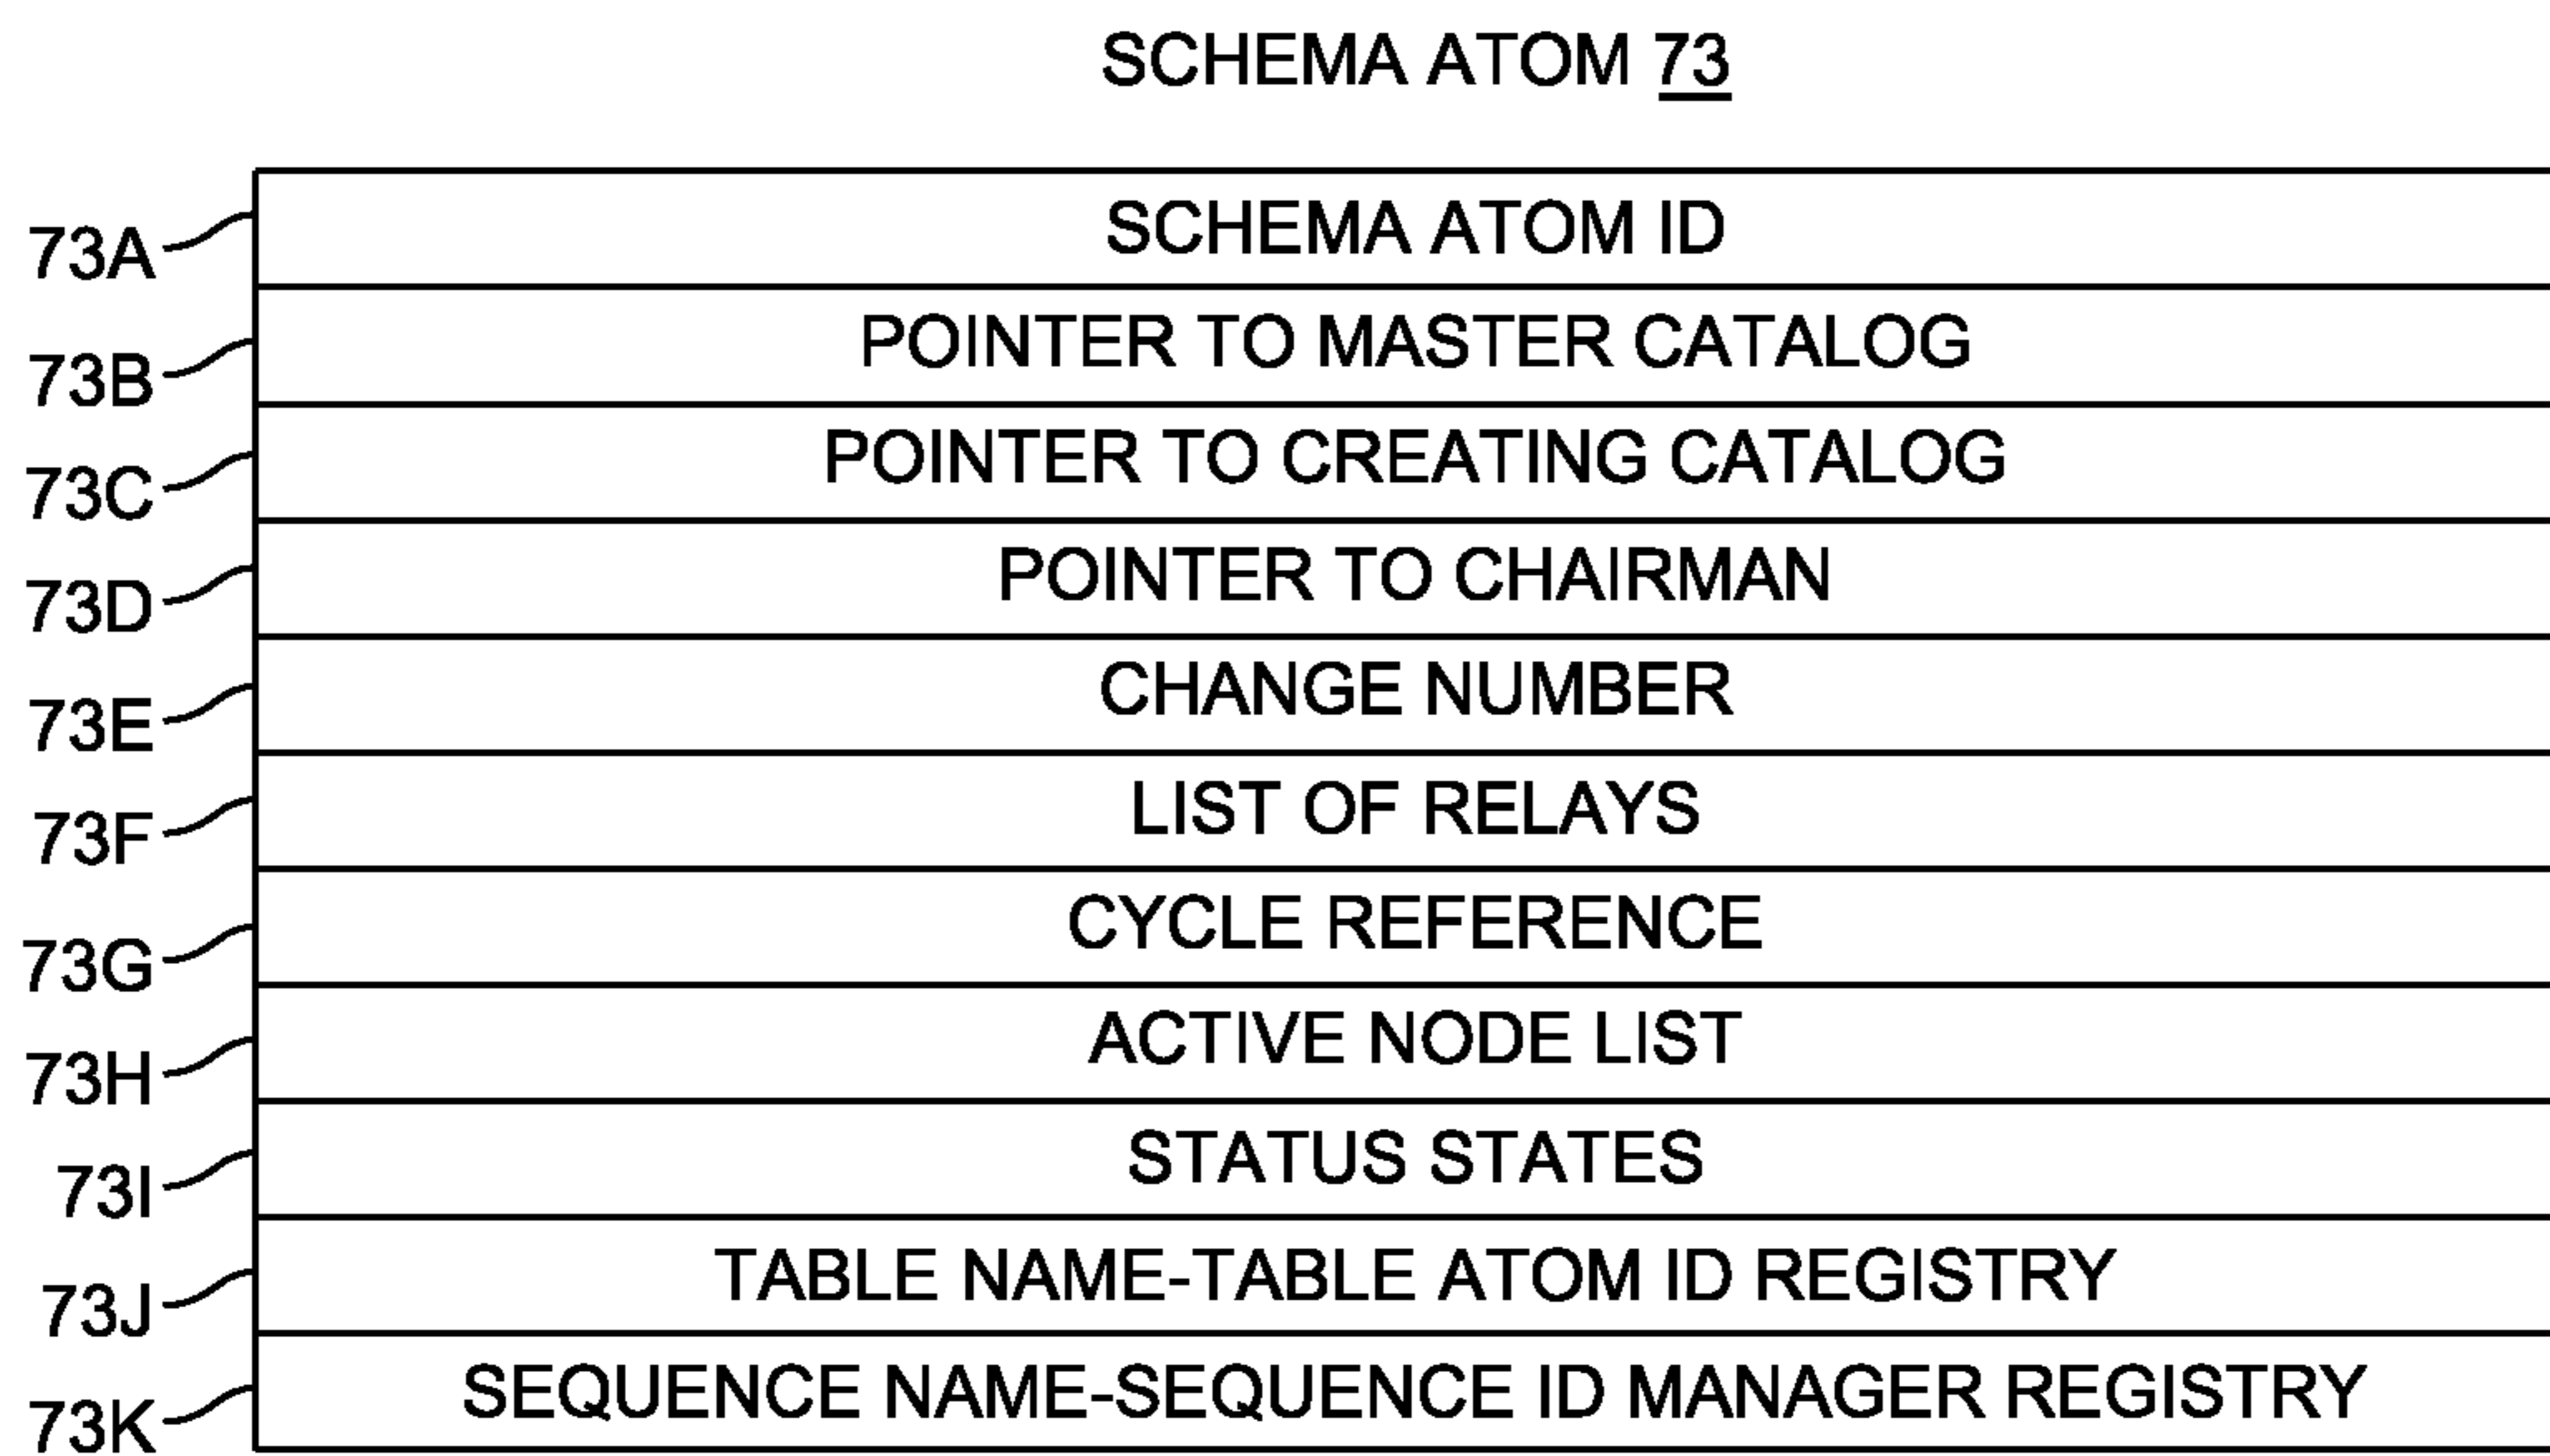 SCHEMA ATOM 73
73A SCHEMA ATOM ID
73B POINTER TO MASTER CATALOG
73C POINTER TO CREATING CATALOG
73D POINTER TO CHAIRMAN
73E CHANGE NUMBER
73F LIST OF RELAYS
73G CYCLE REFERENCE
73H ACTIVE NODE LIST
73I STATUS STATES
73J TABLE NAME-TABLE ATOM ID REGISTRY
73K SEQUENCE NAME-SEQUENCE ID MANAGER REGISTRY